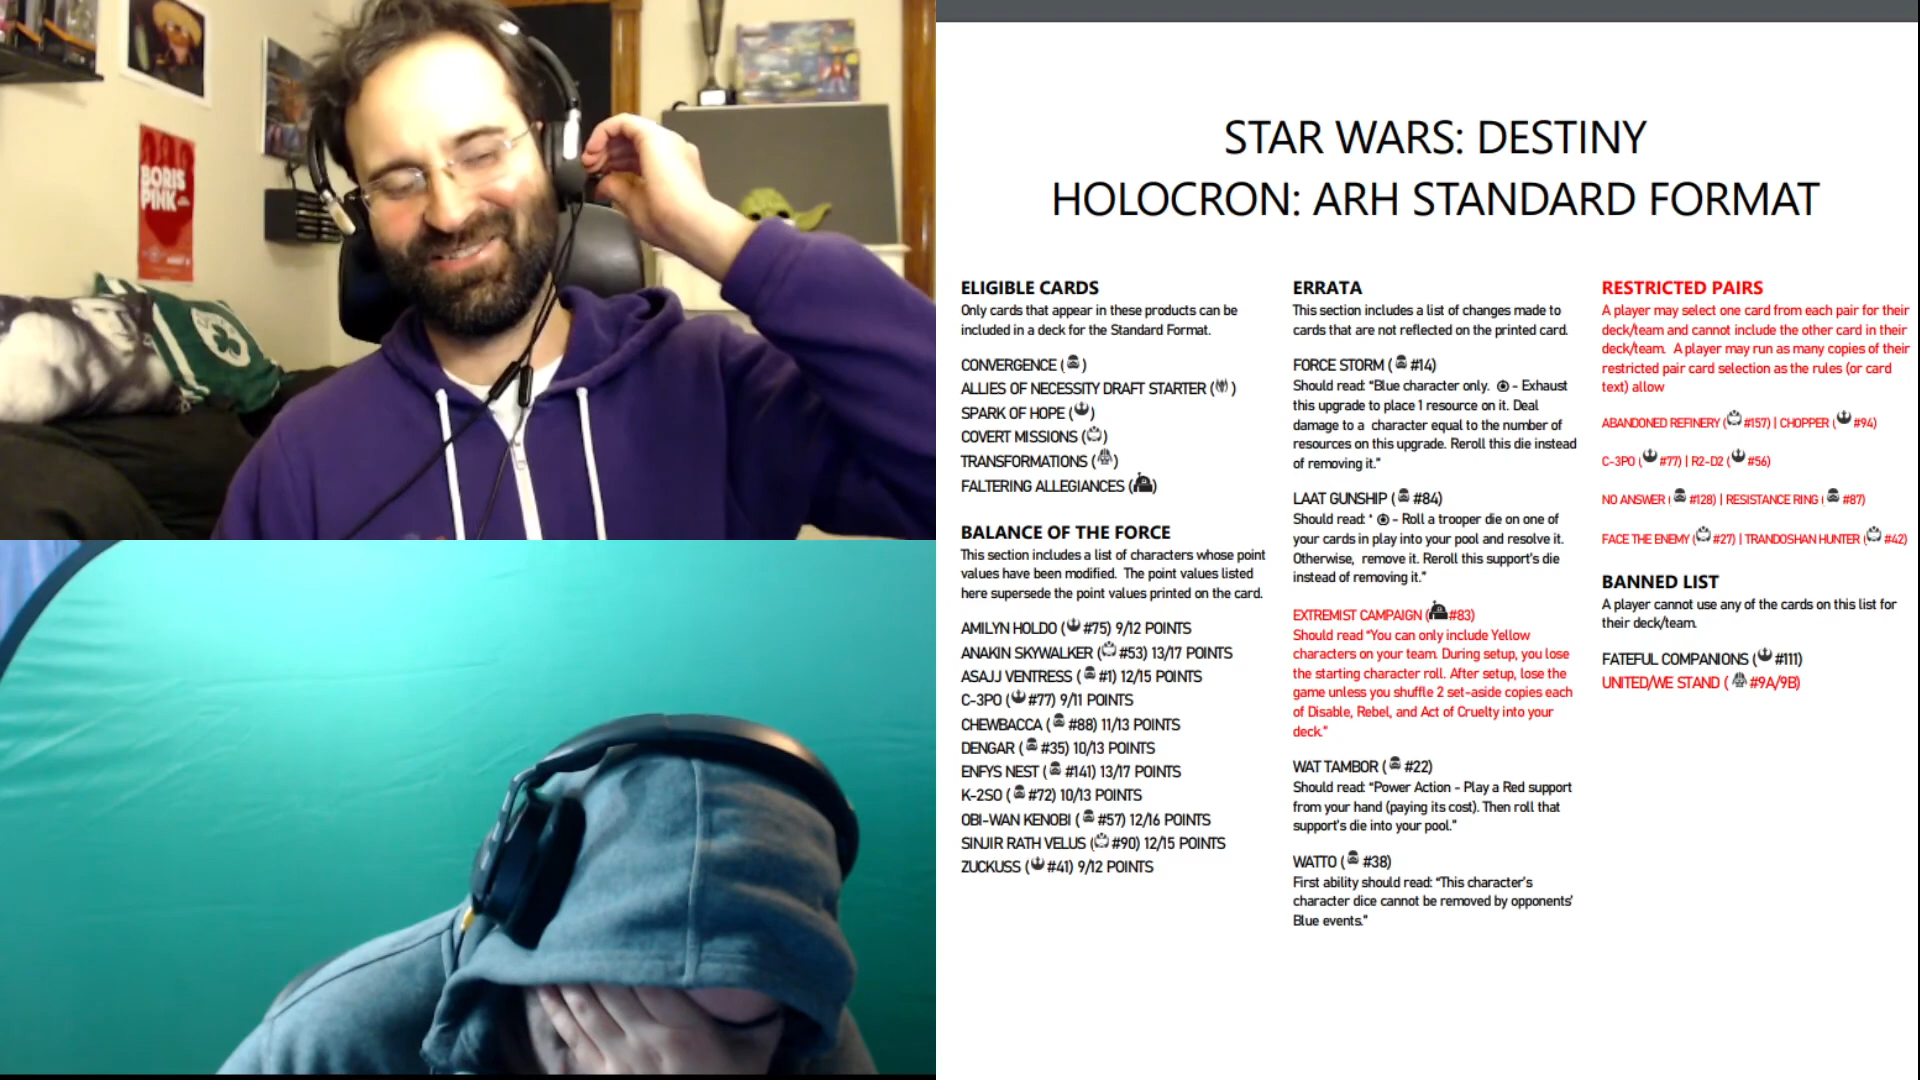 BORIS
PINK
STAR WARS: DESTINY
HOLOCRON: ARH STANDARD FORMAT
ELIGIBLE CARDS
Only cards that appear in these products can be
included in a deck for the Standard Format.
CONVERGENCE ( )
ALLIES OF NECESSITY DRAFT STARTER ( )
SPARK OF HOPE ( )
COVERT MISSIONS ( )
TRANSFORMATIONS ( )
FALTERING ALLEGIANCES ( )
BALANCE OF THE FORCE
This section includes a list of characters whose point
values have been modified. The point values listed
here supersede the point values printed on the card.
AMILYN HOLDO ( #75) 9/12 POINTS
ANAKIN SKYWALKER ( #53) 13/17 POINTS
ASAJJ VENTRESS ( #1) 12/15 POINTS
C-3PO ( #77) 9/11 POINTS
CHEWBACCA ( #88) 11/13 POINTS
DENGAR ( #35) 10/13 POINTS
ENFYS NEST ( #141) 13/17 POINTS
K-2SO ( #72) 10/13 POINTS
OBI-WAN KENOBI ( #57) 12/16 POINTS
SINJIR RATH VELUS ( #90) 12/15 POINTS
ZUCKUSS ( #41) 9/12 POINTS
ERRATA
This section includes a list of changes made to
cards that are not reflected on the printed card.
FORCE STORM ( #14)
Should read: “Blue character only. - Exhaust
this upgrade to place 1 resource on it. Deal
damage to a character equal to the number of
resources on this upgrade. Reroll this die instead
of removing it.”
LAAT GUNSHIP ( #84)
Should read: “ - Roll a trooper die on one of
your cards in play into your pool and resolve it.
Otherwise, remove it. Reroll this support's die
instead of removing it.”
EXTREMIST CAMPAIGN ( #83)
Should read “You can only include Yellow
characters on your team. During setup, you lose
the starting character roll. After setup, lose the
game unless you shuffle 2 set-aside copies each
of Disable, Rebel, and Act of Cruelty into your
deck.”
WAT TAMBOR ( #22)
Should read: “Power Action - Play a Red support
from your hand (paying its cost). Then roll that
support's die into your pool.”
WATTO ( #38)
First ability should read: “This character's
character dice cannot be removed by opponents'
Blue events.”
RESTRICTED PAIRS
A player may select one card from each pair for their
deck/team and cannot include the other card in their
deck/team. A player may run as many copies of their
restricted pair card selection as the rules (or card
text) allow
ABANDONED REFINERY ( #157) | CHOPPER ( #94)
C-3PO ( #77) | R2-D2 ( #56)
NO ANSWER ( #128) | RESISTANCE RING ( #87)
FACE THE ENEMY ( #27) | TRANDOSHAN HUNTER ( #42)
BANNED LIST
A player cannot use any of the cards on this list for
their deck/team.
FATEFUL COMPANIONS ( #111)
UNITED/WE STAND ( #9A/9B)